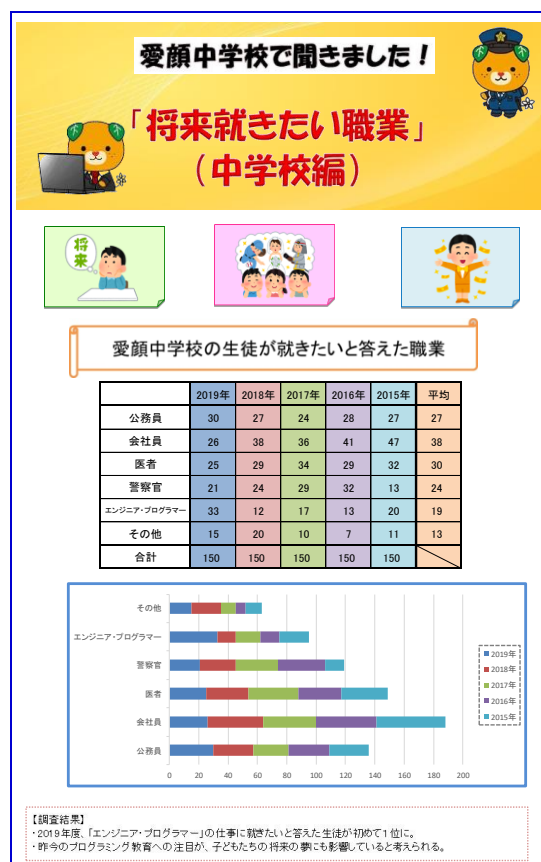 愛顔中学校で聞きました！
「将来就きたい職業」
（中学校編）
将来
愛顔中学校の生徒が就きたいと答えた職業
2019年 2018年 2017年 2016年 2015年 平均
公務員 30 27 24 28 27 27
会社員 26 38 36 41 47 38
医者 25 29 34 29 32 30
警察官 21 24 29 32 13 24
エンジニア・プログラマー 33 12 17 13 20 19
その他 15 20 10 7 11 13
合計 150 150 150 150 150
その他
エンジニア・プログラマー
警察官
医者
会社員
公務員
0 20 40 60 80 100 120 140 160 180 200
2019年
2018年
2017年
2016年
2015年
【調査結果】
・2019年度、「エンジニア・プログラマー」の仕事に就きたいと答えた生徒が初めて1位に。
・昨今のプログラミング教育への注目が、子どもたちの将来の夢にも影響していると考えられる。